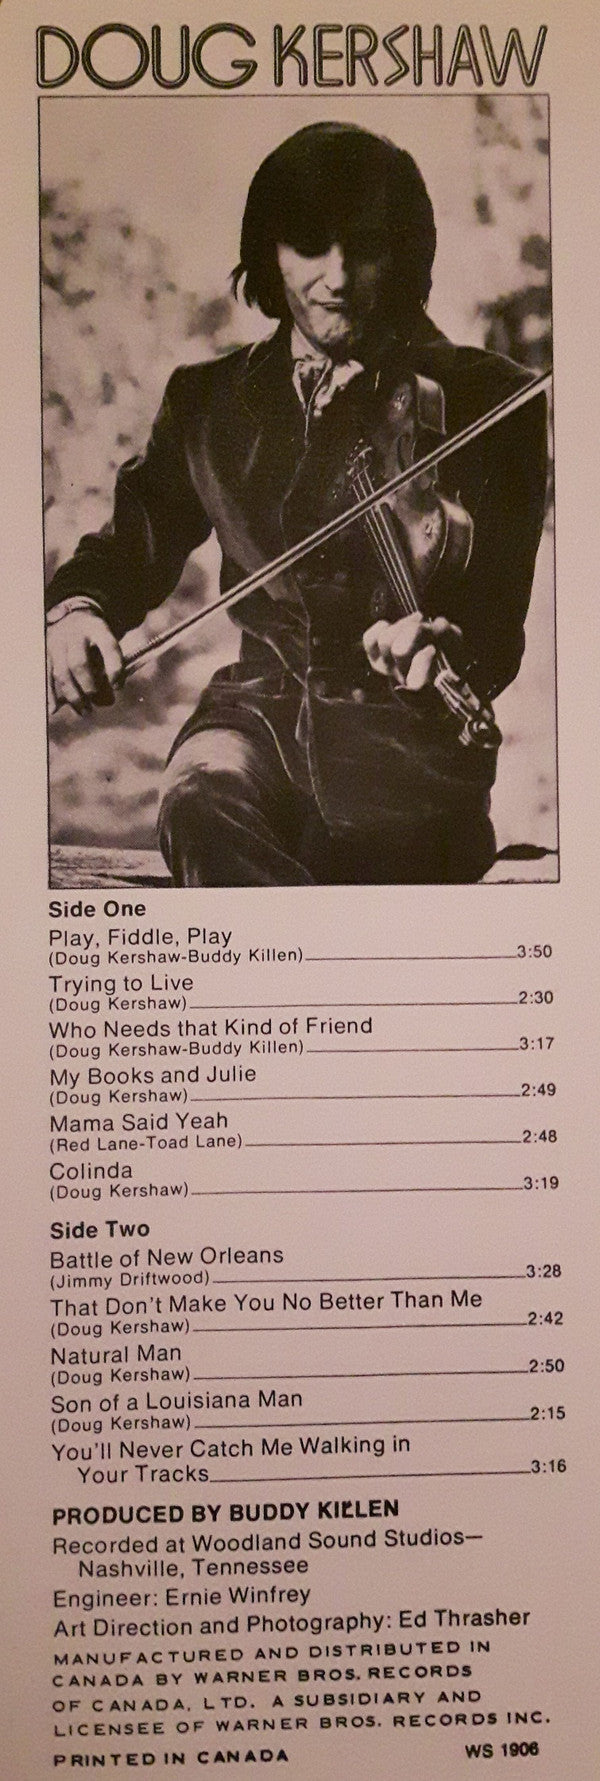 DOUG KERSHAW
Side One
Play, Fiddle, Play
(Doug Kershaw-Buddy Killen) 3:50
Trying to Live
(Doug Kershaw) 2:30
Who Needs that Kind of Friend
(Doug Kershaw-Buddy Killen) 3:17
My Books and Julie
(Doug Kershaw) 2:49
Mama Said Yeah
(Red Lane-Toad Lane) 2:48
Colinda
(Doug Kershaw) 3:19
Side Two
Battle of New Orleans
(Jimmy Driftwood) 3:28
That Don't Make You No Better Than Me
(Doug Kershaw) 2:42
Natural Man
(Doug Kershaw) 2:50
Son of a Louisiana Man
(Doug Kershaw) 2:15
You'll Never Catch Me Walking in
Your Tracks 3:16
PRODUCED BY BUDDY KILLEN
Recorded at Woodland Sound Studios—
Nashville, Tennessee
Engineer: Ernie Winfrey
Art Direction and Photography: Ed Thrasher
MANUFACTURED AND DISTRIBUTED IN
CANADA BY WARNER BROS. RECORDS
OF CANADA, LTD. A SUBSIDIARY AND
LICENSEE OF WARNER BROS. RECORDS INC.
PRINTED IN CANADA WS 1906